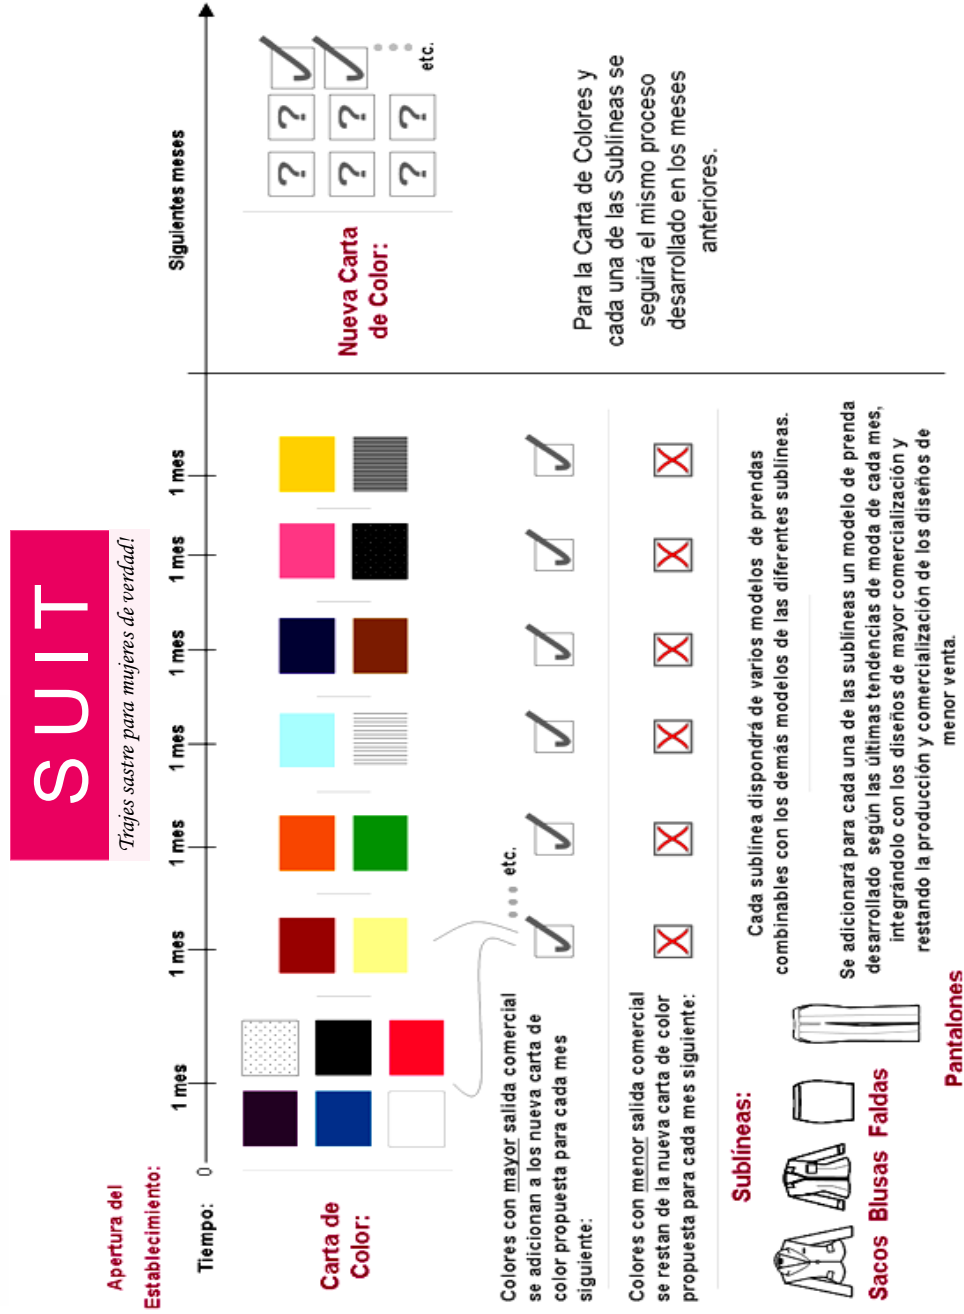 SUIT
Trajes sastre para mujeres de verdad!
Apertura del
Establecimiento:
Tiempo:
0
1 mes
1 mes
1 mes
1 mes
1 mes
1 mes
1 mes
Siguientes meses
Carta de
Color:
Nueva Carta
de Color:
? ?
? ?
? ?
etc.
Colores con mayor salida comercial
se adicionan a los nueva carta de
color propuesta para cada mes
siguiente:
etc.
Colores con menor salida comercial
se restan de la nueva carta de color
propuesta para cada mes siguiente:
Para la Carta de Colores y
cada una de las Sublíneas se
seguirá el mismo proceso
desarrollado en los meses
anteriores.
Sublíneas:
Sacos Blusas Faldas
Pantalones
Cada sublínea dispondrá de varios modelos de prendas
combinables con los demás modelos de las diferentes sublíneas.
Se adicionará para cada una de las sublíneas un modelo de prenda
desarrollado según las últimas tendencias de moda de cada mes,
integrándolo con los diseños de mayor comercialización y
restando la producción y comercialización de los diseños de
menor venta.